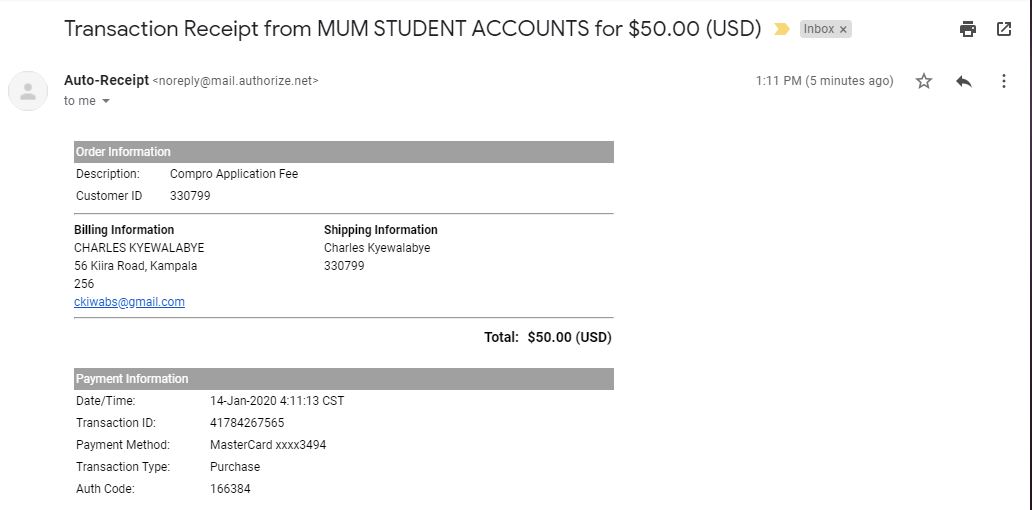 Transaction Receipt from MUM STUDENT ACCOUNTS for $50.00 (USD) Inbox x
Auto-Receipt <noreply@mail.authorize.net> 1:11 PM (5 minutes ago)
to me
Order Information
Description: Compro Application Fee
Customer ID 330799
Billing Information Shipping Information
CHARLES KYEWALABYE Charles Kyewalabye
56 Kiira Road, Kampala 330799
256
ckiwabs@gmail.com
Total: $50.00 (USD)
Payment Information
Date/Time: 14-Jan-2020 4:11:13 CST
Transaction ID: 41784267565
Payment Method: MasterCard xxxx3494
Transaction Type: Purchase
Auth Code: 166384